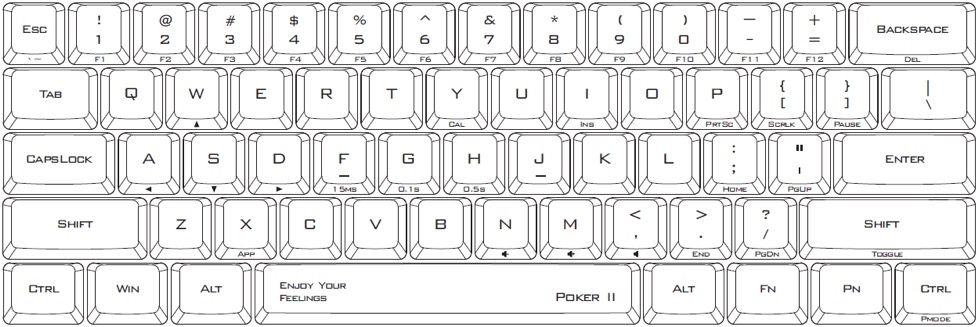 Esc ! @ # $ % ^ & * ( ) — + Backspace
1 2 3 4 5 6 7 8 9 0 - =
` ~ F1 F2 F3 F4 F5 F6 F7 F8 F9 F10 F11 F12 Del
Tab Q W E R T Y U I O P { } |
[ ] \
▲ Cal Ins PrtSc ScrLk Pause
CapsLock A S D F G H J K L : " Enter
; '
◄ ▼ ► 15ms 0.1s 0.5s Home PgUp
Shift Z X C V B N M < > ? Shift
, . /
App End PgDn Toggle
Ctrl Win Alt Enjoy Your Alt Fn Pn Ctrl
Feelings Poker II
Pmode